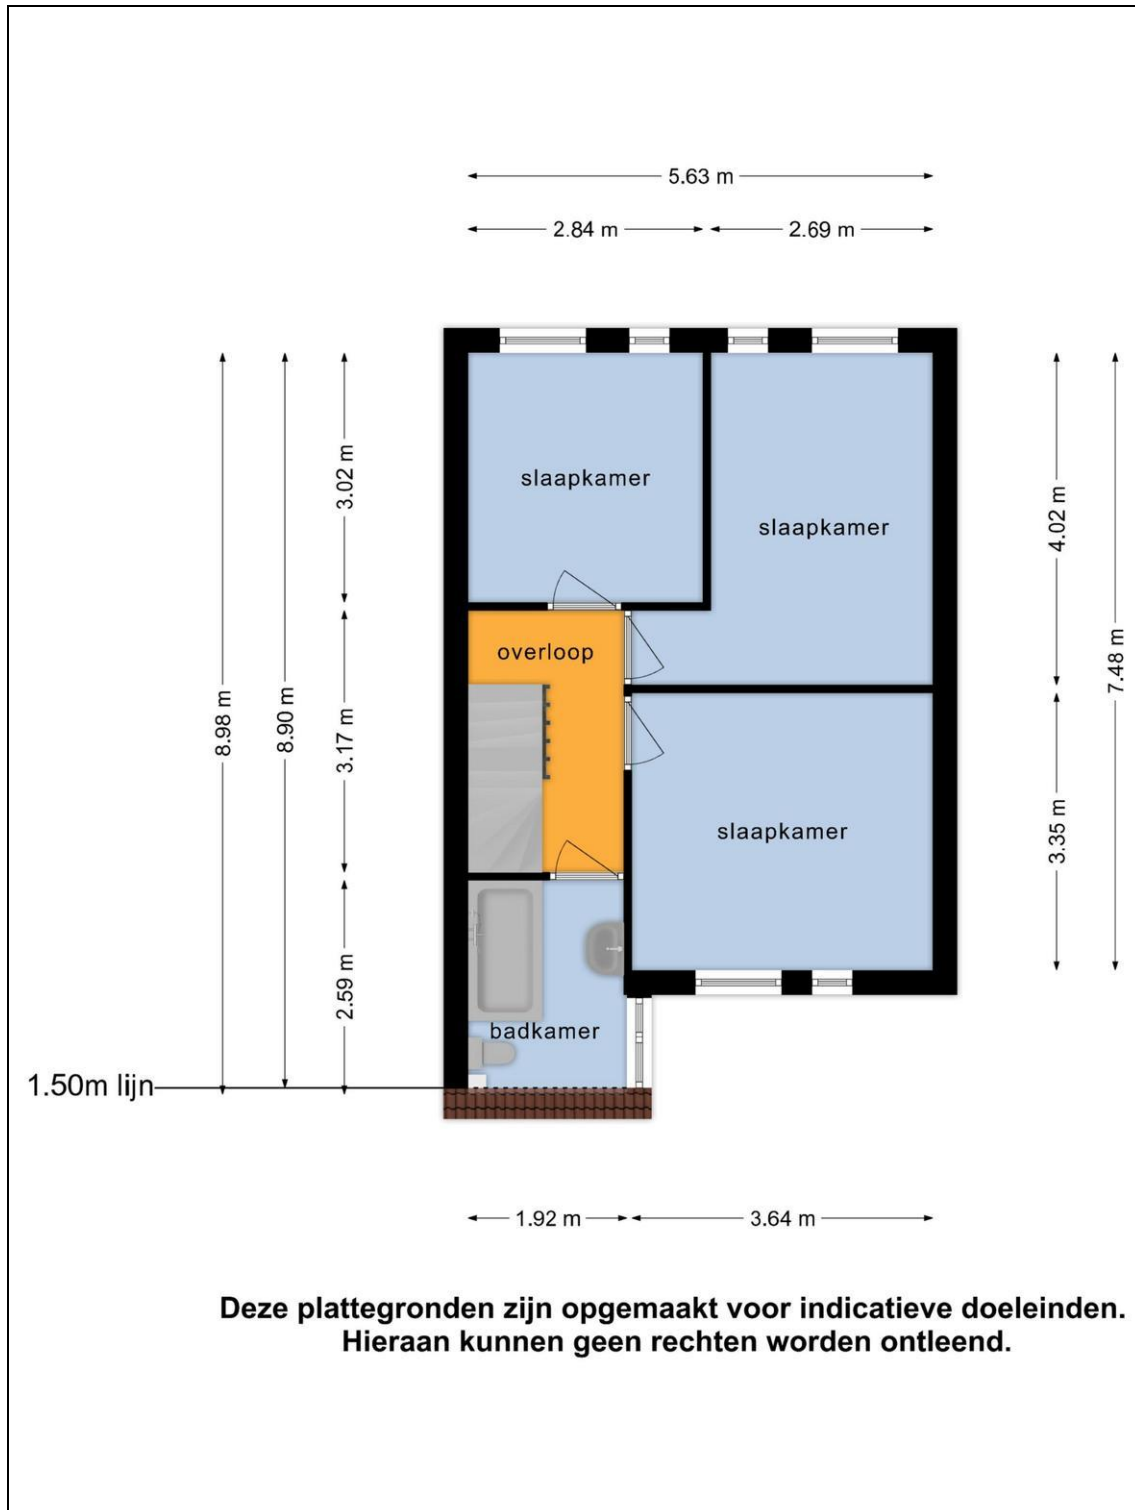 5.63 m
2.84 m
2.69 m
slaapkamer
slaapkamer
3.02 m
4.02 m
overloop
7.48 m
8.98 m
8.90 m
3.17 m
slaapkamer
3.35 m
2.59 m
badkamer
1.50m lijn
1.92 m
3.64 m
Deze plattegronden zijn opgemaakt voor indicatieve doeleinden.
Hieraan kunnen geen rechten worden ontleend.